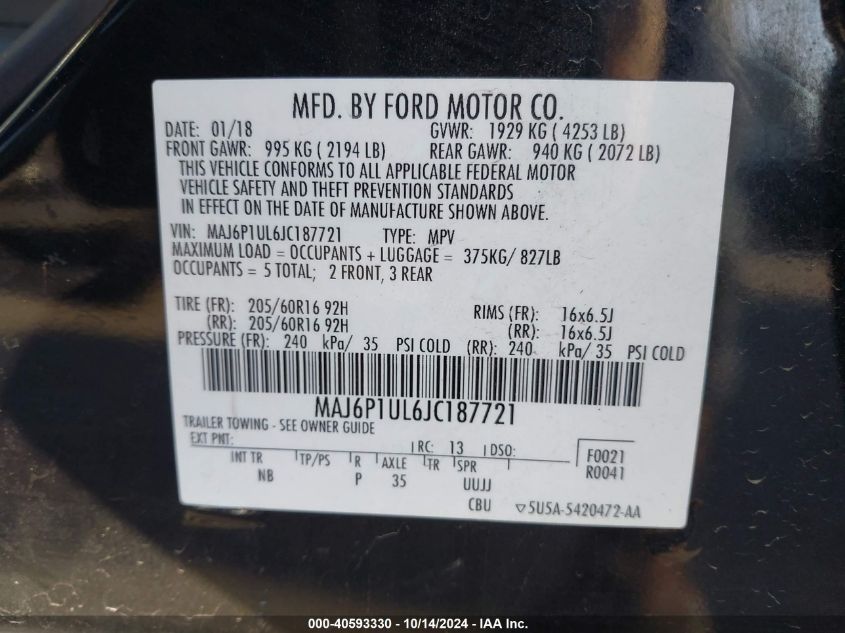 MFD. BY FORD MOTOR CO.
DATE: 01/18 GVWR: 1929 KG ( 4253 LB)
FRONT GAWR: 995 KG ( 2194 LB) REAR GAWR: 940 KG ( 2072 LB)
THIS VEHICLE CONFORMS TO ALL APPLICABLE FEDERAL MOTOR
VEHICLE SAFETY AND THEFT PREVENTION STANDARDS
IN EFFECT ON THE DATE OF MANUFACTURE SHOWN ABOVE.
VIN: MAJ6P1UL6JC187721 TYPE: MPV
MAXIMUM LOAD = OCCUPANTS + LUGGAGE = 375KG/ 827LB
OCCUPANTS = 5 TOTAL; 2 FRONT, 3 REAR
TIRE (FR): 205/60R16 92H RIMS (FR): 16x6.5J
(RR): 205/60R16 92H (RR): 16x6.5J
PRESSURE (FR): 240 kPa/ 35 PSI COLD (RR): 240 kPa/ 35 PSI COLD
MAJ6P1UL6JC187721
TRAILER TOWING - SEE OWNER GUIDE
EXT PNT: RC: 13 DSO: F0021
INT TR TP/PS R AXLE TR SPR R0041
NB P 35 UUJJ
CBU 5U5A-5420472-AA
000-40593330 - 10/14/2024 - IAA Inc.